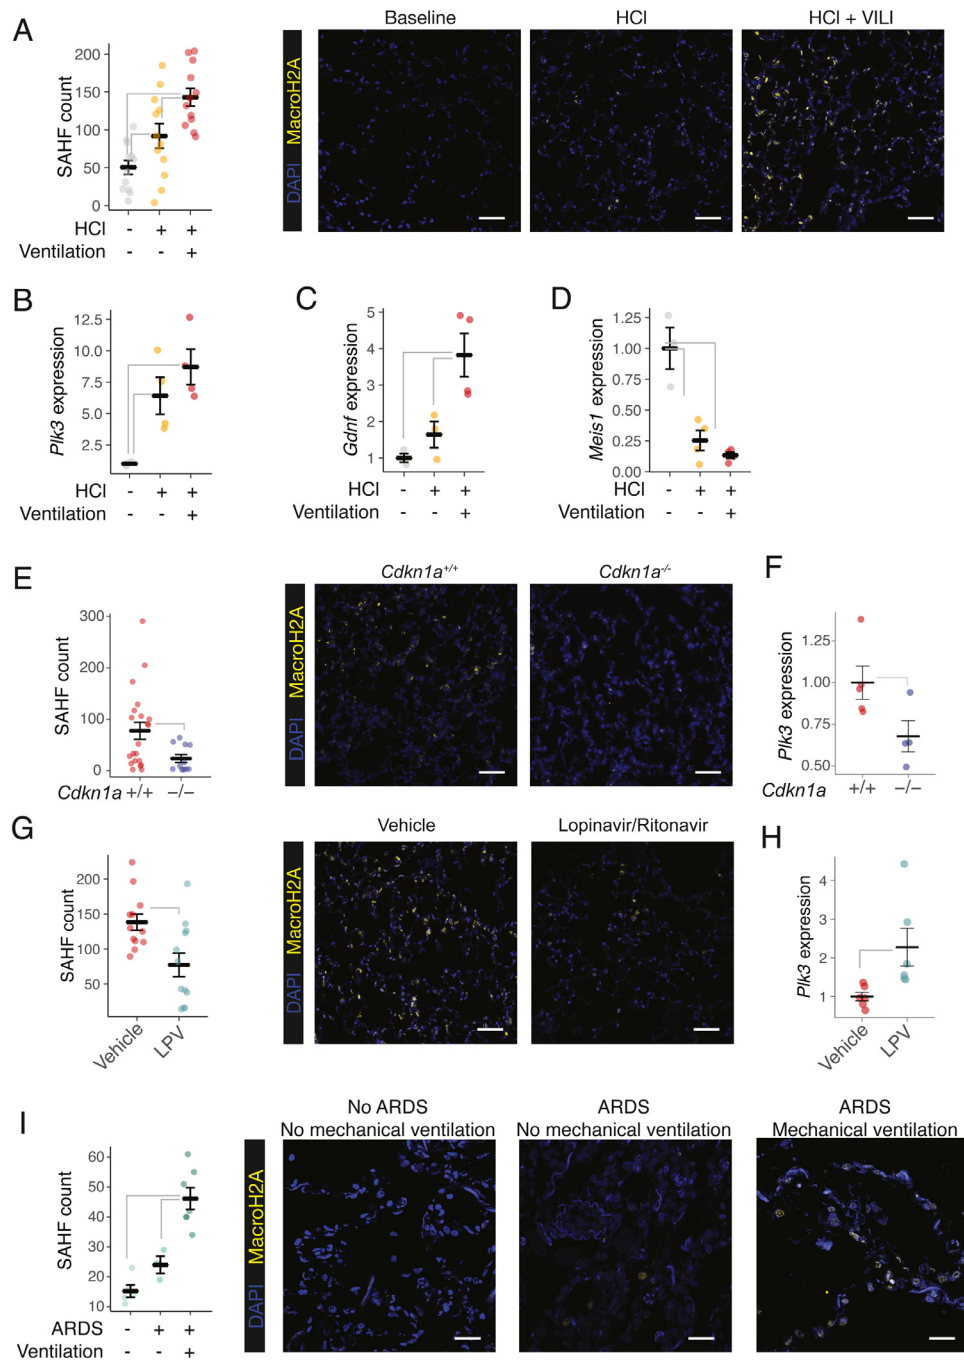 A
Baseline
HCl
HCl + VILI
SAHF count
200
150
100
50
0
DAPI MacroH2A
HCl - + +
Ventilation - - +
B
Plk3 expression
12.5
10.0
7.5
5.0
2.5
HCl - + +
Ventilation - - +
C
Gdnf expression
5
4
3
2
1
HCl - + +
Ventilation - - +
D
Meis1 expression
1.25
1.00
0.75
0.50
0.25
0.00
HCl - + +
Ventilation - - +
E
SAHF count
300
200
100
0
Cdkn1a +/+ −/−
DAPI MacroH2A
Cdkn1a+/+
Cdkn1a-/-
F
Plk3 expression
1.25
1.00
0.75
0.50
Cdkn1a +/+ −/−
G
SAHF count
200
150
100
50
Vehicle
LPV
DAPI MacroH2A
Vehicle
Lopinavir/Ritonavir
H
Plk3 expression
4
3
2
1
Vehicle
LPV
I
SAHF count
60
50
40
30
20
10
ARDS - + +
Ventilation - - +
DAPI MacroH2A
No ARDS
No mechanical ventilation
ARDS
No mechanical ventilation
ARDS
Mechanical ventilation